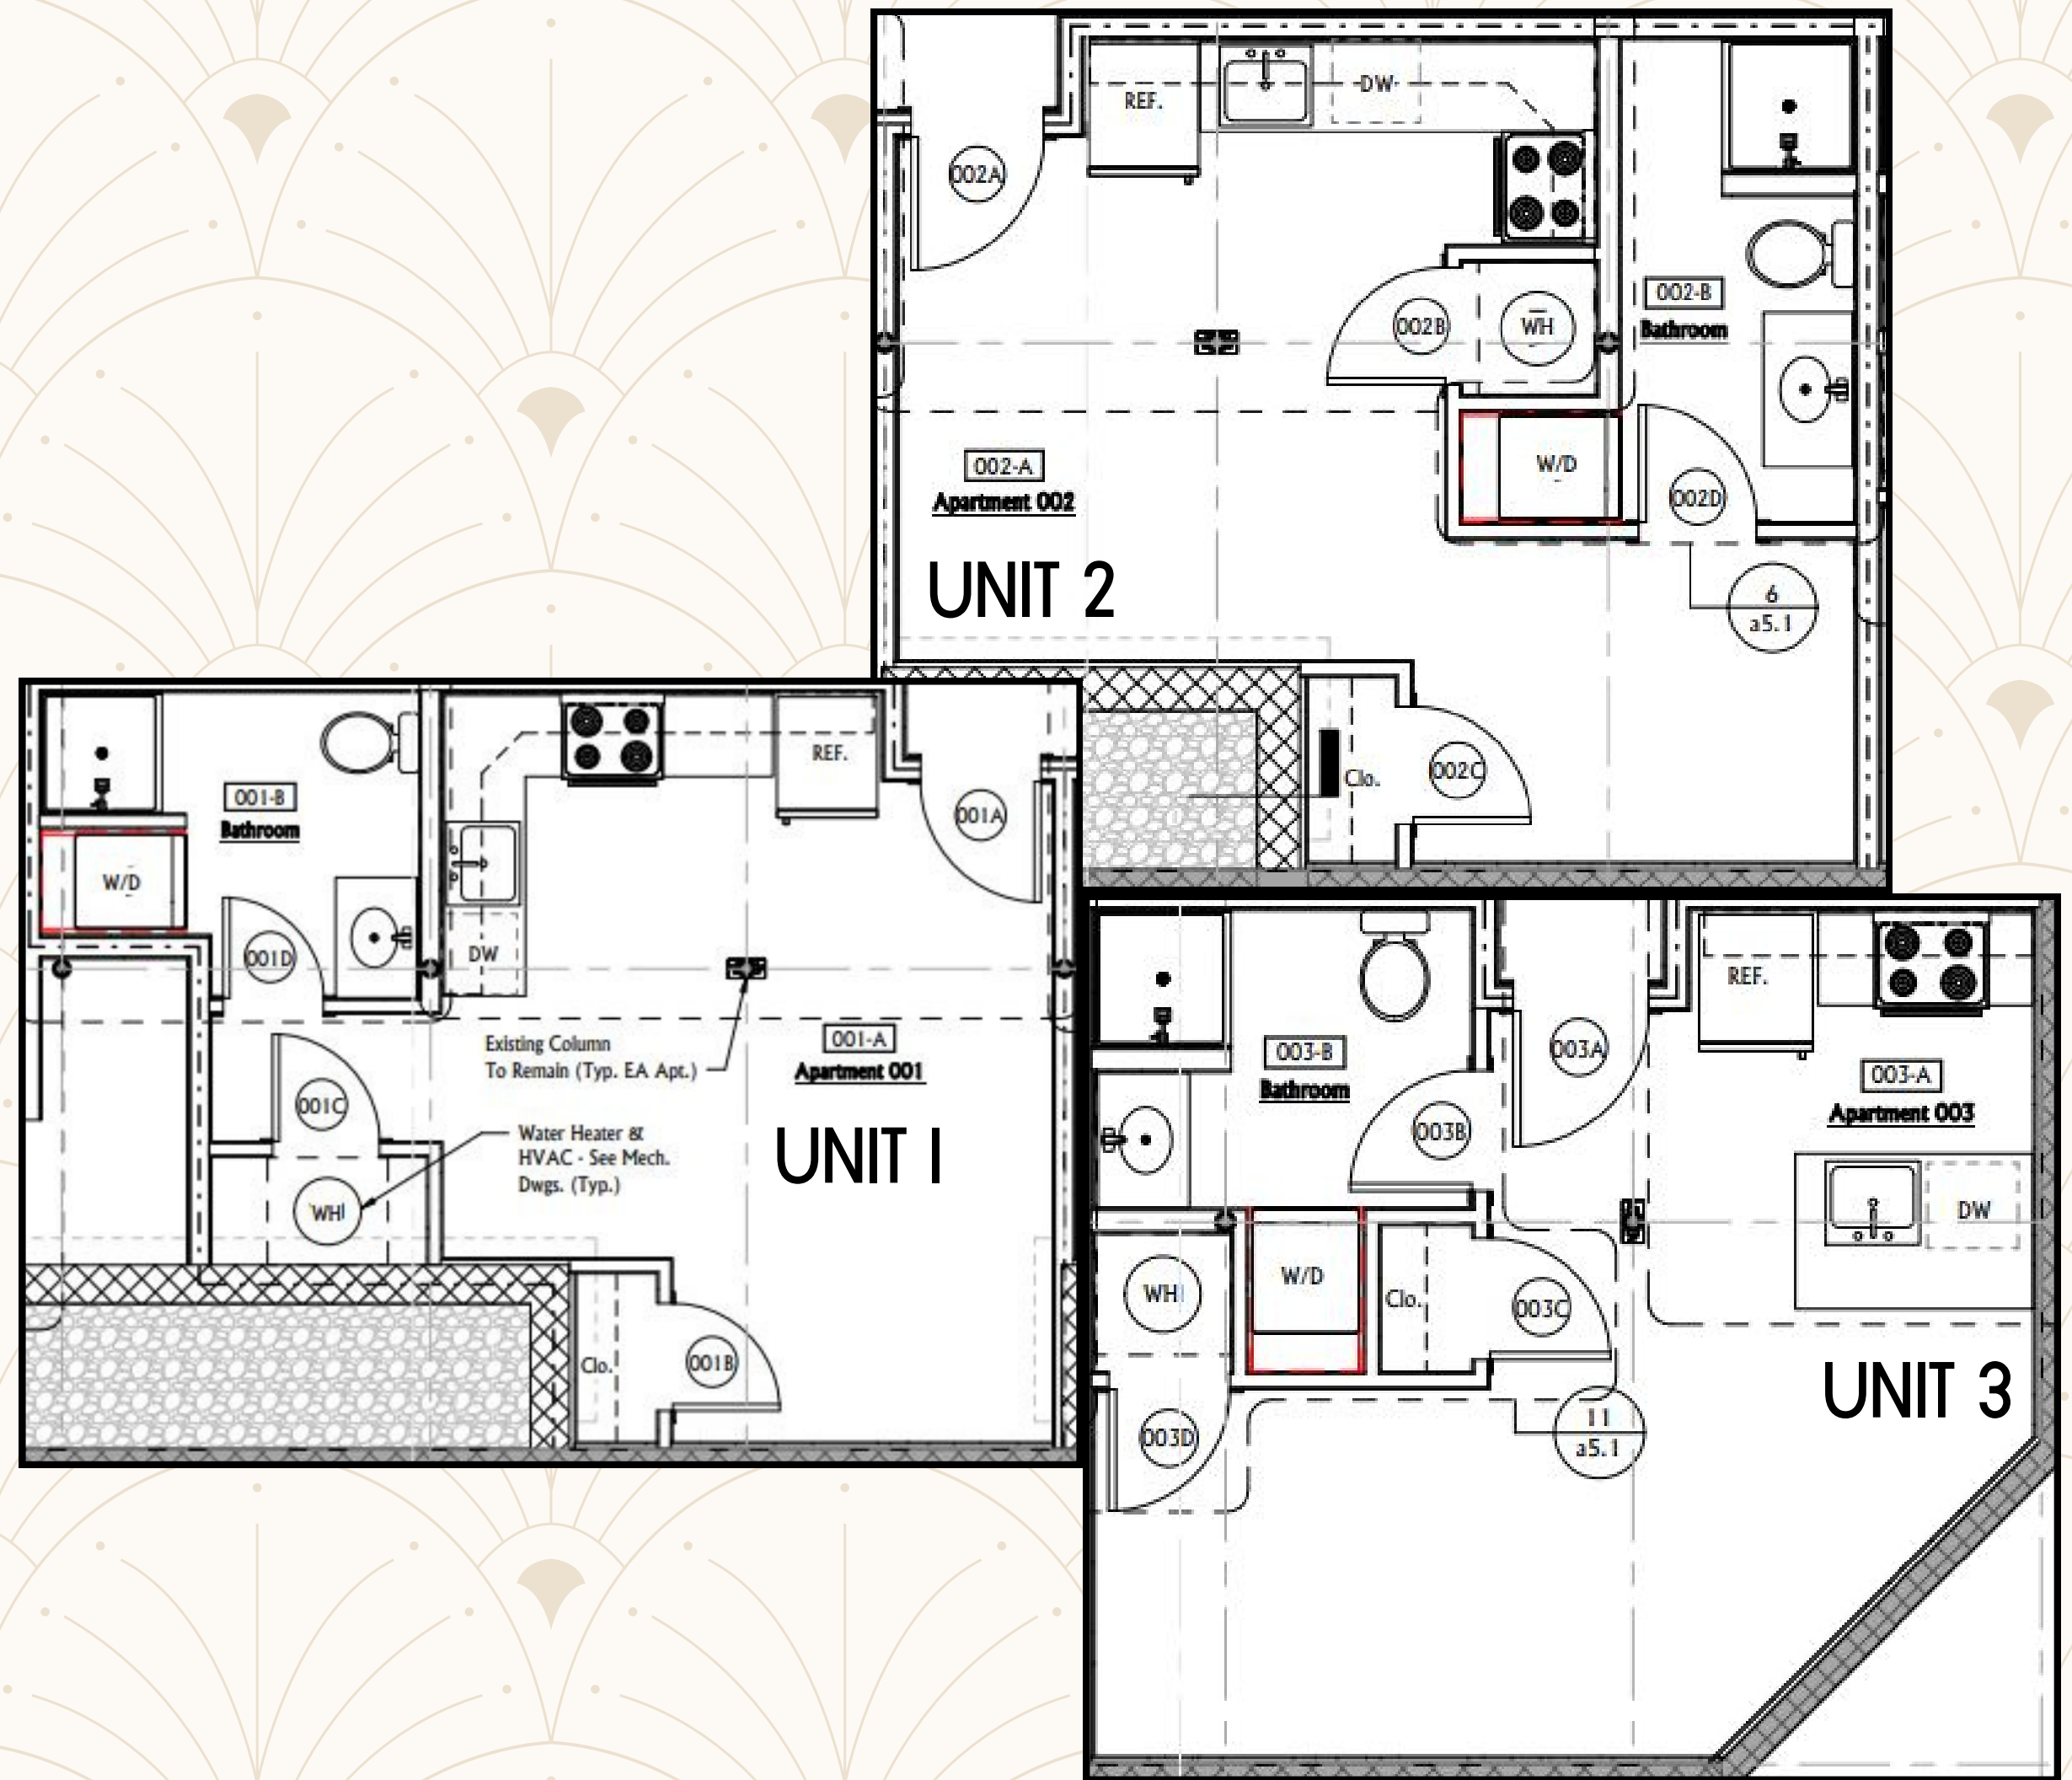 REF.
DW
002A
002B
WH
002-B
Bathroom
W/D
002D
002-A
Apartment 002
UNIT 2
6
a5.1
Clo.
002C
001-B
Bathroom
W/D
001D
REF.
001A
DW
Existing Column
To Remain (Typ. EA Apt.)
001-A
Apartment 001
001C
Water Heater &
HVAC - See Mech.
Dwgs. (Typ.)
UNIT 1
WH
Clo.
001B
003-B
Bathroom
003A
REF.
003-A
Apartment 003
003B
DW
WH
W/D
Clo.
003C
UNIT 3
003D
11
a5.1